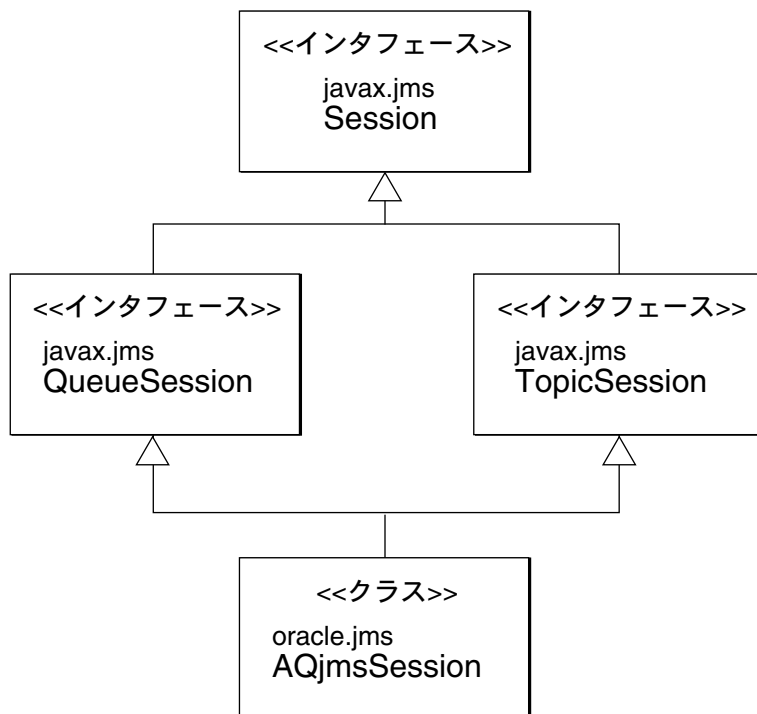 <<インタフェース>>
javax.jms
Session
<<インタフェース>>
javax.jms
QueueSession
<<インタフェース>>
javax.jms
TopicSession
<<クラス>>
oracle.jms
AQjmsSession